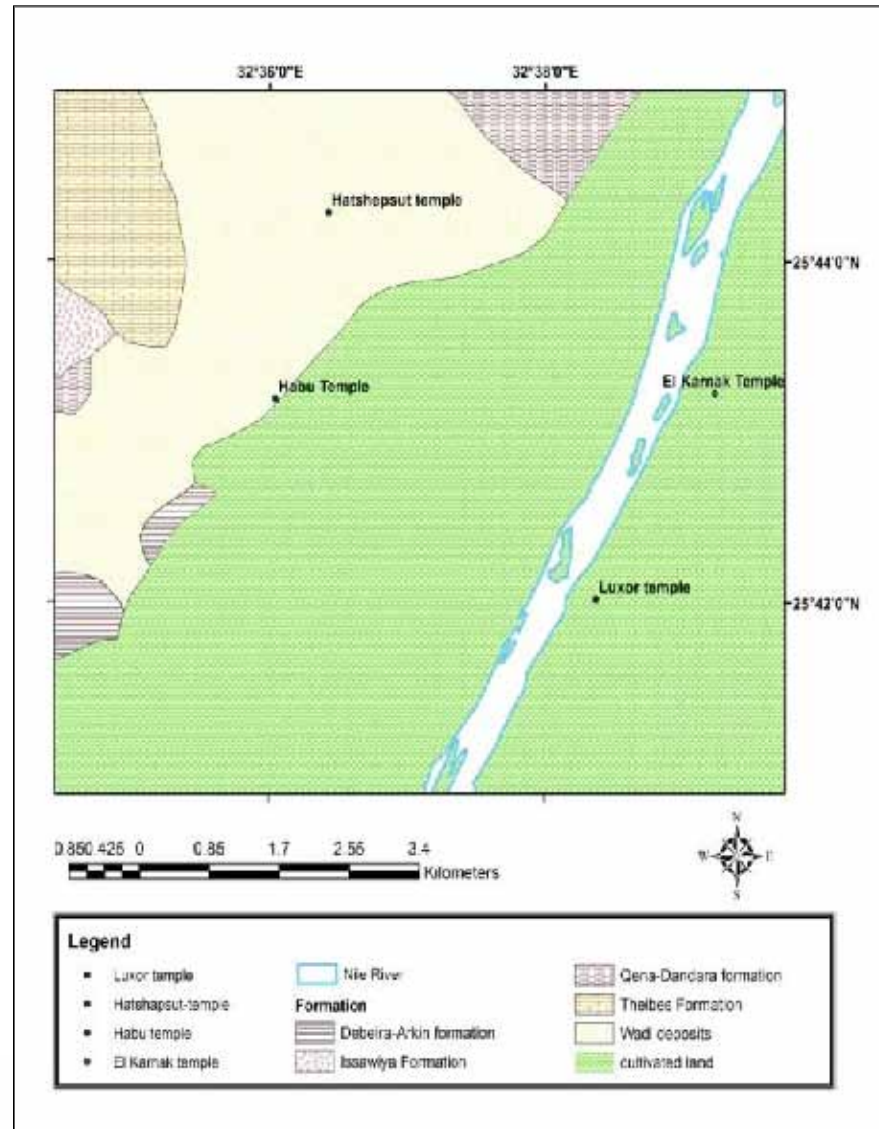 32°36'0"E 32°38'0"E
Hatshepsut temple
25°44'0"N
Habu Temple
El Karnak Temple
Luxor temple
25°42'0"N
N
W E
S
0.850.425 0 0.85 1.7 2.55 3.4
Kilometers
Legend
Luxor temple
Hatshapsut-temple
Habu temple
El Karnak temple
Nile River
Formation
Debeira-Arkin formation
Issawiya Formation
Qena-Dandara formation
Theibes Formation
Wadi deposits
cultivated land